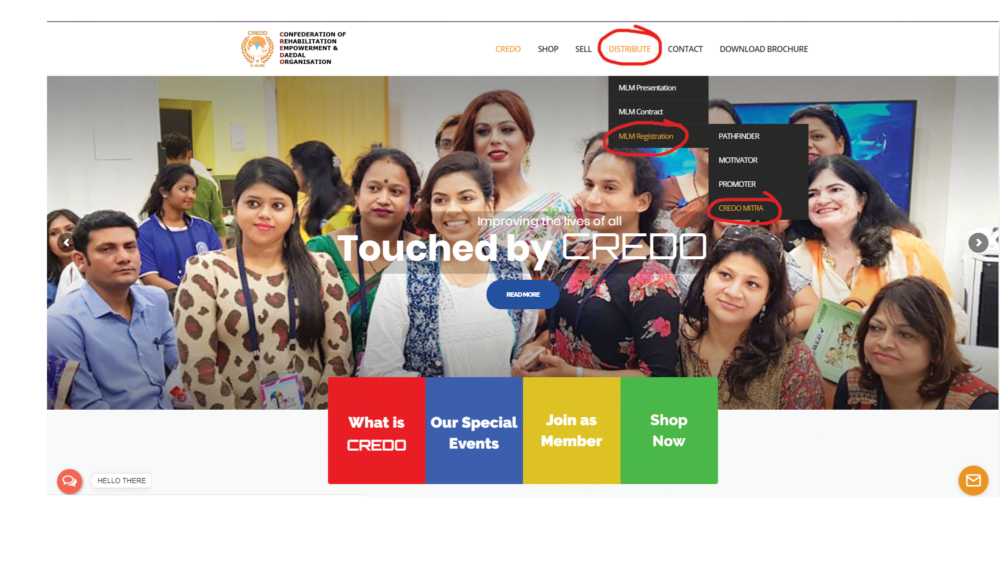 CREDO
IC-SURE
CONFEDERATION OF
REHABILITATION
EMPOWERMENT &
DAEDAL
ORGANISATION
CREDO
SHOP
SELL
DISTRIBUTE
CONTACT
DOWNLOAD BROCHURE
MLM Presentation
MLM Contract
MLM Registration
PATHFINDER
MOTIVATOR
PROMOTER
CREDO MITRA
Improving the lives of all
Touched by CREDO
READ MORE
What is
CREDO
Our Special
Events
Join as
Member
Shop
Now
HELLO THERE